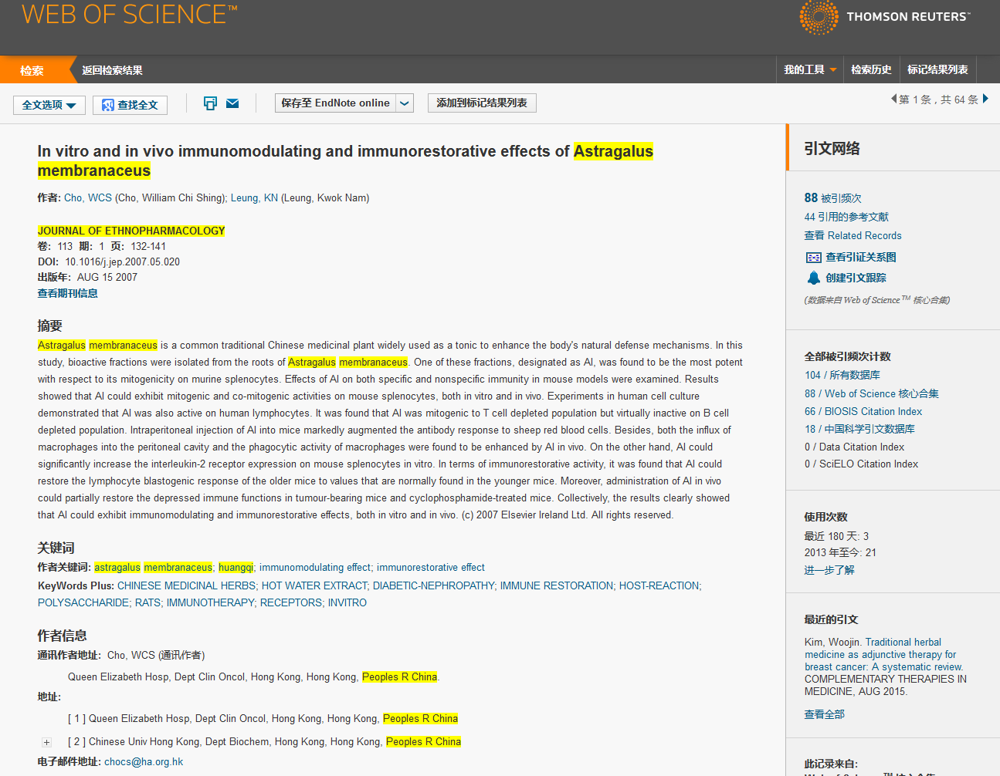 WEB OF SCIENCE™
THOMSON REUTERS™
检索
返回检索结果
我的工具
检索历史
标记结果列表
全文选项
查找全文
保存至 EndNote online
添加到标记结果列表
第 1 条，共 64 条
In vitro and in vivo immunomodulating and immunorestorative effects of Astragalus
membranaceus
作者: Cho, WCS (Cho, William Chi Shing); Leung, KN (Leung, Kwok Nam)
JOURNAL OF ETHNOPHARMACOLOGY
卷: 113 期: 1 页: 132-141
DOI: 10.1016/j.jep.2007.05.020
出版年: AUG 15 2007
查看期刊信息
摘要
Astragalus membranaceus is a common traditional Chinese medicinal plant widely used as a tonic to enhance the body's natural defense mechanisms. In this
study, bioactive fractions were isolated from the roots of Astragalus membranaceus. One of these fractions, designated as AI, was found to be the most potent
with respect to its mitogenicity on murine splenocytes. Effects of AI on both specific and nonspecific immunity in mouse models were examined. Results
showed that AI could exhibit mitogenic and co-mitogenic activities on mouse splenocytes, both in vitro and in vivo. Experiments in human cell culture
demonstrated that AI was also active on human lymphocytes. It was found that AI was mitogenic to T cell depleted population but virtually inactive on B cell
depleted population. Intraperitoneal injection of AI into mice markedly augmented the antibody response to sheep red blood cells. Besides, both the influx of
macrophages into the peritoneal cavity and the phagocytic activity of macrophages were found to be enhanced by AI in vivo. On the other hand, AI could
significantly increase the interleukin-2 receptor expression on mouse splenocytes in vitro. In terms of immunorestorative activity, it was found that AI could
restore the lymphocyte blastogenic response of the older mice to values that are normally found in the younger mice. Moreover, administration of AI in vivo
could partially restore the depressed immune functions in tumour-bearing mice and cyclophosphamide-treated mice. Collectively, the results clearly showed
that AI could exhibit immunomodulating and immunorestorative effects, both in vitro and in vivo. (c) 2007 Elsevier Ireland Ltd. All rights reserved.
关键词
作者关键词: astragalus membranaceus; huangqi; immunomodulating effect; immunorestorative effect
KeyWords Plus: CHINESE MEDICINAL HERBS; HOT WATER EXTRACT; DIABETIC-NEPHROPATHY; IMMUNE RESTORATION; HOST-REACTION;
POLYSACCHARIDE; RATS; IMMUNOTHERAPY; RECEPTORS; INVITRO
作者信息
通讯作者地址: Cho, WCS (通讯作者)
Queen Elizabeth Hosp, Dept Clin Oncol, Hong Kong, Hong Kong, Peoples R China.
地址:
[ 1 ] Queen Elizabeth Hosp, Dept Clin Oncol, Hong Kong, Hong Kong, Peoples R China
[ 2 ] Chinese Univ Hong Kong, Dept Biochem, Hong Kong, Hong Kong, Peoples R China
电子邮件地址: chocs@ha.org.hk
引文网络
88 被引频次
44 引用的参考文献
查看 Related Records
查看引证关系图
创建引文跟踪
(数据来自 Web of Science™ 核心合集)
全部被引频次计数
104 / 所有数据库
88 / Web of Science 核心合集
66 / BIOSIS Citation Index
18 / 中国科学引文数据库
0 / Data Citation Index
0 / SciELO Citation Index
使用次数
最近 180 天: 3
2013 年至今: 21
进一步了解
最近的引文
Kim, Woojin. Traditional herbal
medicine as adjunctive therapy for
breast cancer: A systematic review.
COMPLEMENTARY THERAPIES IN
MEDICINE, AUG 2015.
查看全部
此记录来自: